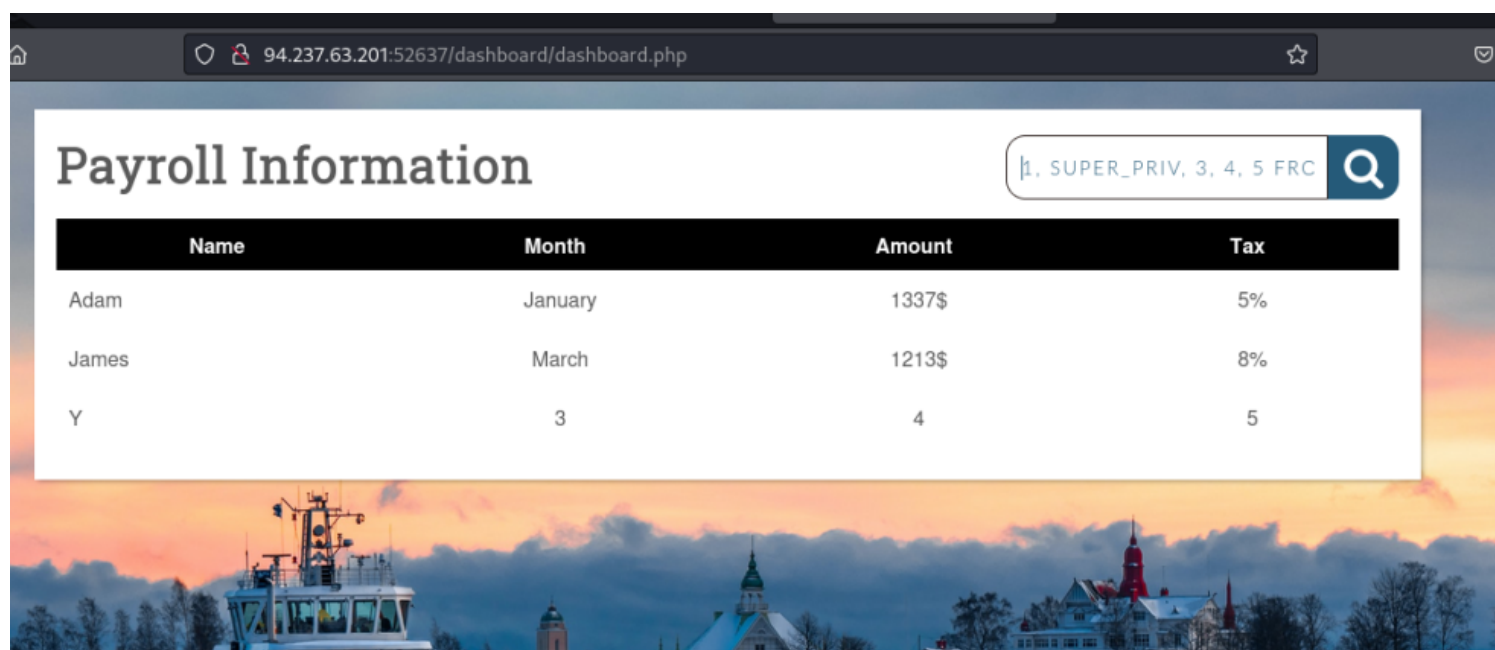 94.237.63.201:52637/dashboard/dashboard.php
Payroll Information
1, SUPER_PRIV, 3, 4, 5 FRC
Name Month Amount Tax
Adam January 1337$ 5%
James March 1213$ 8%
Y 3 4 5